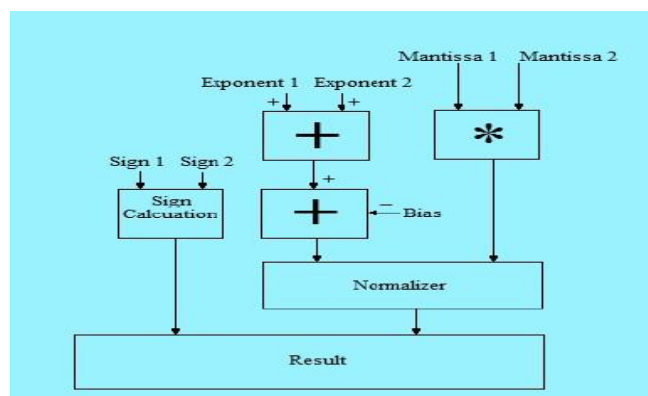 Mantissa 1 Mantissa 2
Exponent 1 Exponent 2
+ +
+ *
Sign 1 Sign 2 +
Sign
Calcuation
+ − Bias
Normalizer
Result